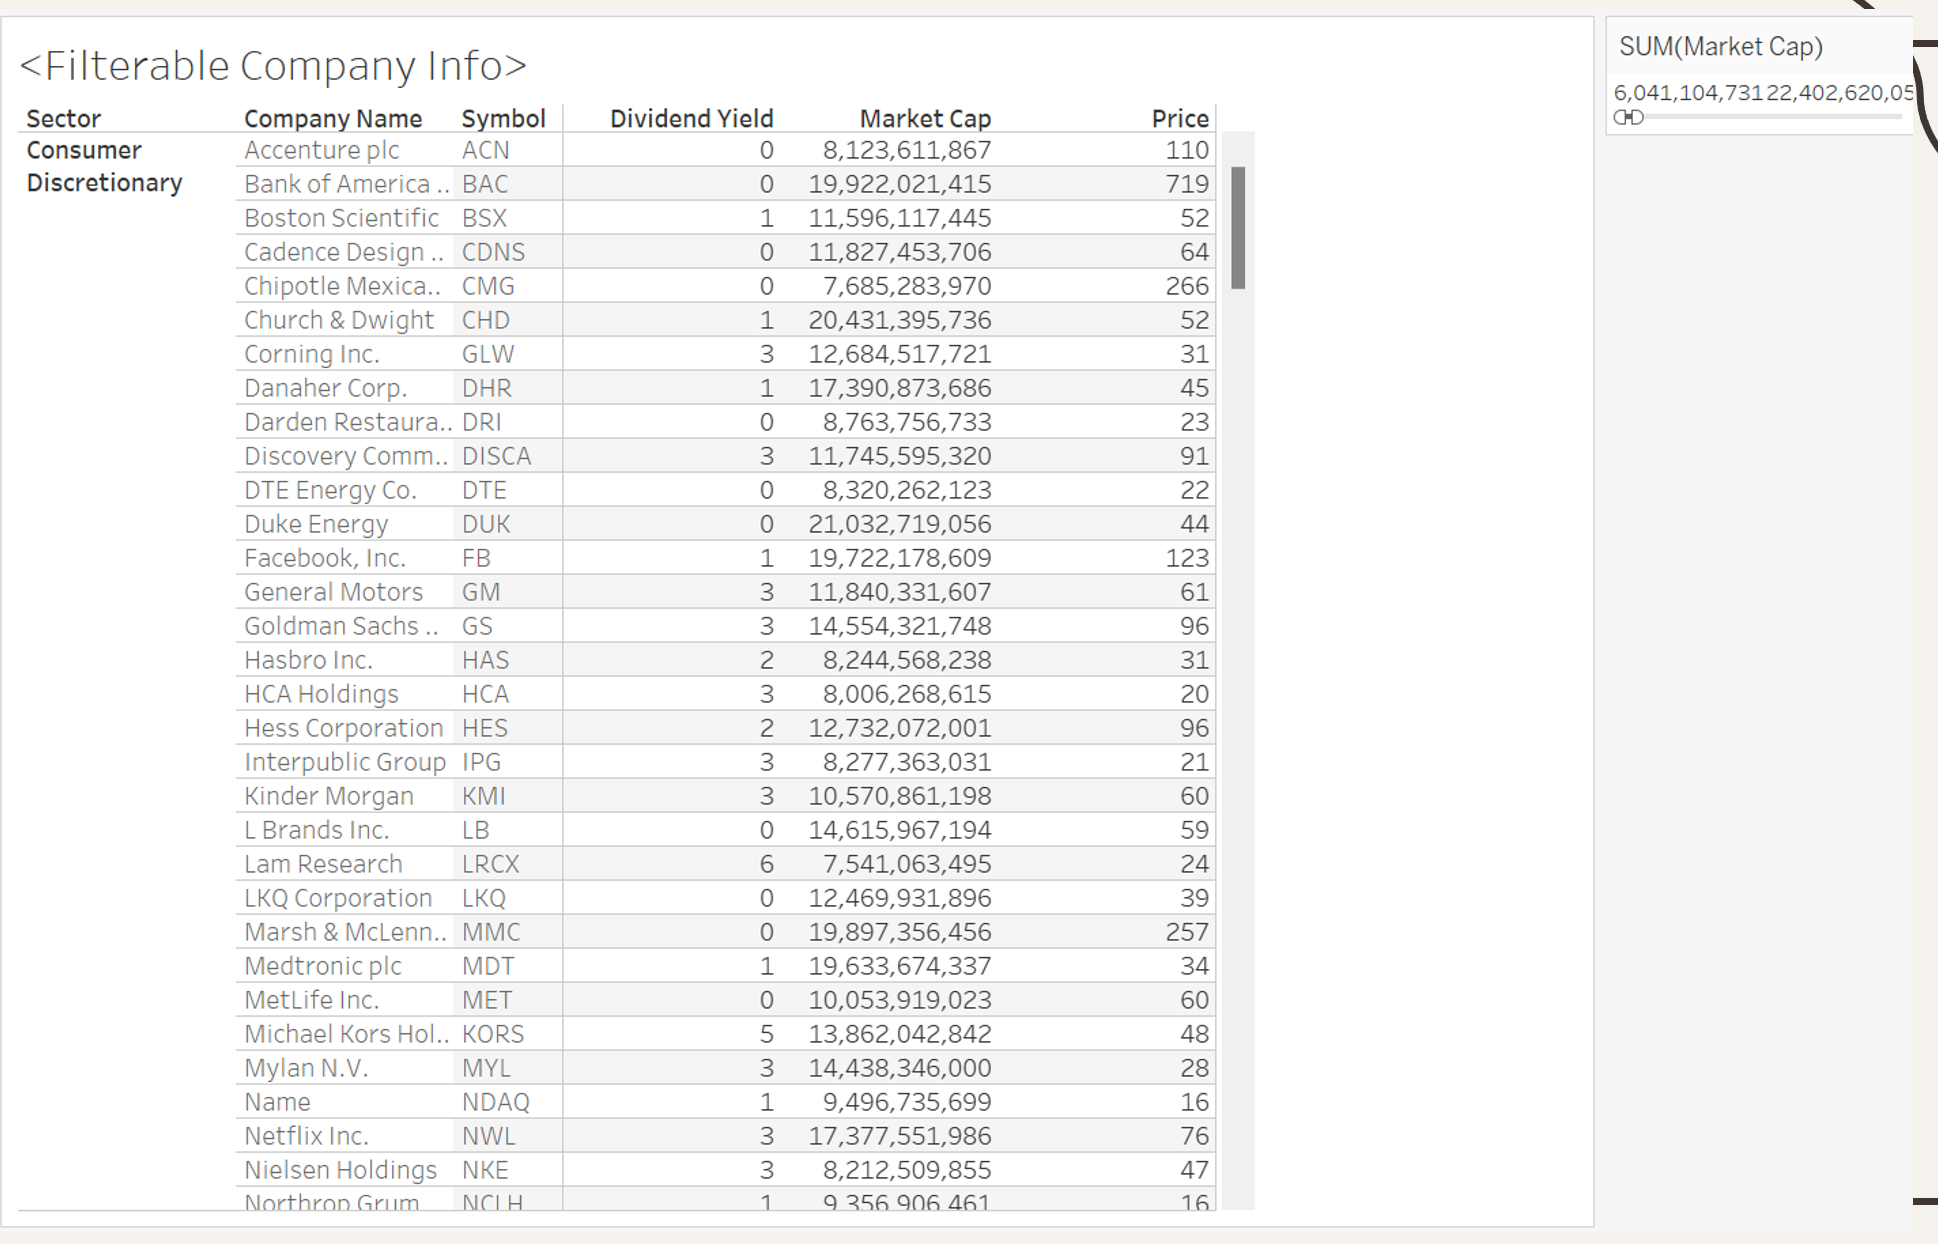 <Filterable Company Info>
Sector Company Name Symbol Dividend Yield Market Cap Price
Consumer Discretionary
Accenture plc ACN 0 8,123,611,867 110
Bank of America .. BAC 0 19,922,021,415 719
Boston Scientific BSX 1 11,596,117,445 52
Cadence Design .. CDNS 0 11,827,453,706 64
Chipotle Mexica.. CMG 0 7,685,283,970 266
Church & Dwight CHD 1 20,431,395,736 52
Corning Inc. GLW 3 12,684,517,721 31
Danaher Corp. DHR 1 17,390,873,686 45
Darden Restaura.. DRI 0 8,763,756,733 23
Discovery Comm.. DISCA 3 11,745,595,320 91
DTE Energy Co. DTE 0 8,320,262,123 22
Duke Energy DUK 0 21,032,719,056 44
Facebook, Inc. FB 1 19,722,178,609 123
General Motors GM 3 11,840,331,607 61
Goldman Sachs .. GS 3 14,554,321,748 96
Hasbro Inc. HAS 2 8,244,568,238 31
HCA Holdings HCA 3 8,006,268,615 20
Hess Corporation HES 2 12,732,072,001 96
Interpublic Group IPG 3 8,277,363,031 21
Kinder Morgan KMI 3 10,570,861,198 60
L Brands Inc. LB 0 14,615,967,194 59
Lam Research LRCX 6 7,541,063,495 24
LKQ Corporation LKQ 0 12,469,931,896 39
Marsh & McLenn.. MMC 0 19,897,356,456 257
Medtronic plc MDT 1 19,633,674,337 34
MetLife Inc. MET 0 10,053,919,023 60
Michael Kors Hol.. KORS 5 13,862,042,842 48
Mylan N.V. MYL 3 14,438,346,000 28
Name NDAQ 1 9,496,735,699 16
Netflix Inc. NWL 3 17,377,551,986 76
Nielsen Holdings NKE 3 8,212,509,855 47
Northrop Grum NCLH 1 9,356,906,461 16
SUM(Market Cap)
6,041,104,73122,402,620,05